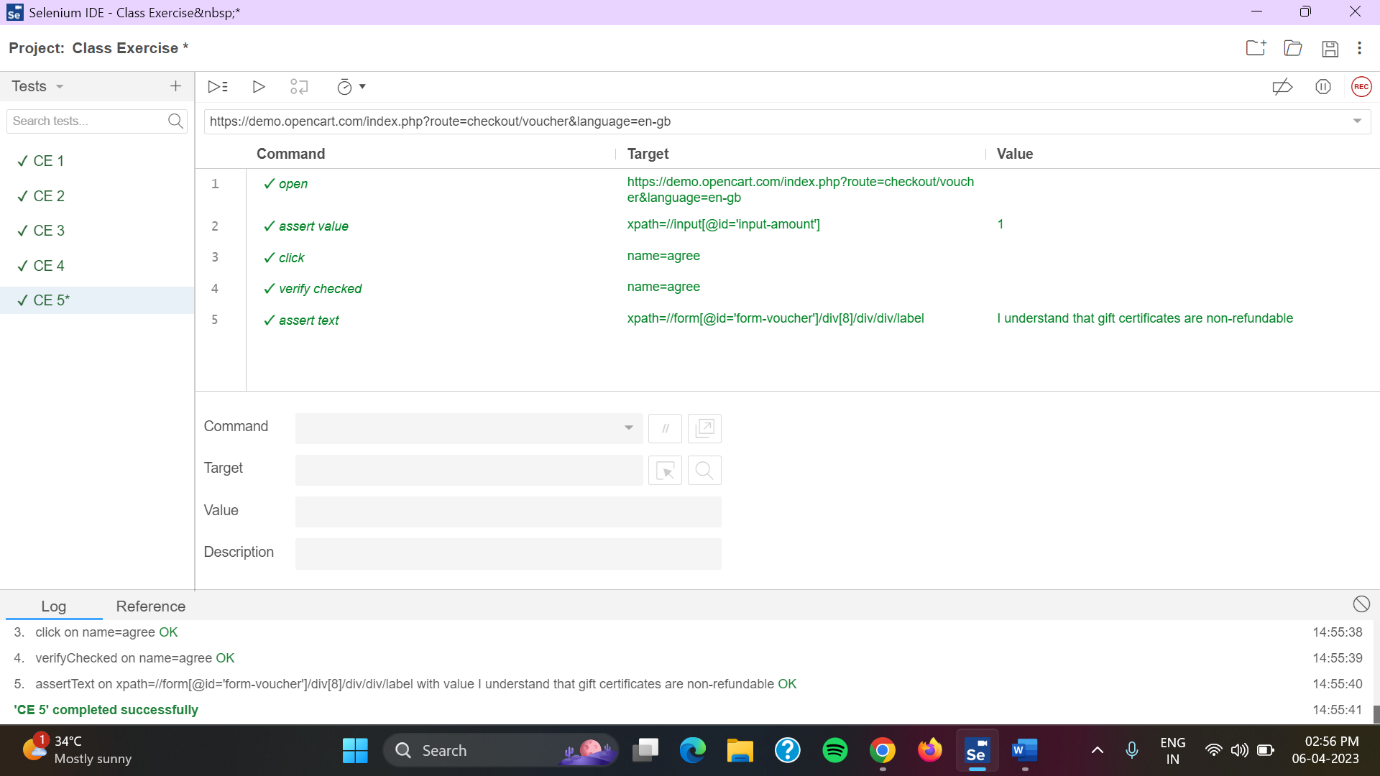 Se Selenium IDE - Class Exercise&nbsp;*
Project: Class Exercise *
Tests
REC
Search tests...
https://demo.opencart.com/index.php?route=checkout/voucher&language=en-gb
Command Target Value
✓ CE 1
✓ CE 2
✓ CE 3
✓ CE 4
✓ CE 5*
1 ✓ open https://demo.opencart.com/index.php?route=checkout/vouch
er&language=en-gb
2 ✓ assert value xpath=//input[@id='input-amount'] 1
3 ✓ click name=agree
4 ✓ verify checked name=agree
5 ✓ assert text xpath=//form[@id='form-voucher']/div[8]/div/div/label I understand that gift certificates are non-refundable
Command //
Target
Value
Description
Log Reference
3. click on name=agree OK 14:55:38
4. verifyChecked on name=agree OK 14:55:39
5. assertText on xpath=//form[@id='form-voucher']/div[8]/div/div/label with value I understand that gift certificates are non-refundable OK 14:55:40
'CE 5' completed successfully 14:55:41
1 34°C
Mostly sunny
Search
?
Se
W
ENG
IN
02:56 PM
06-04-2023